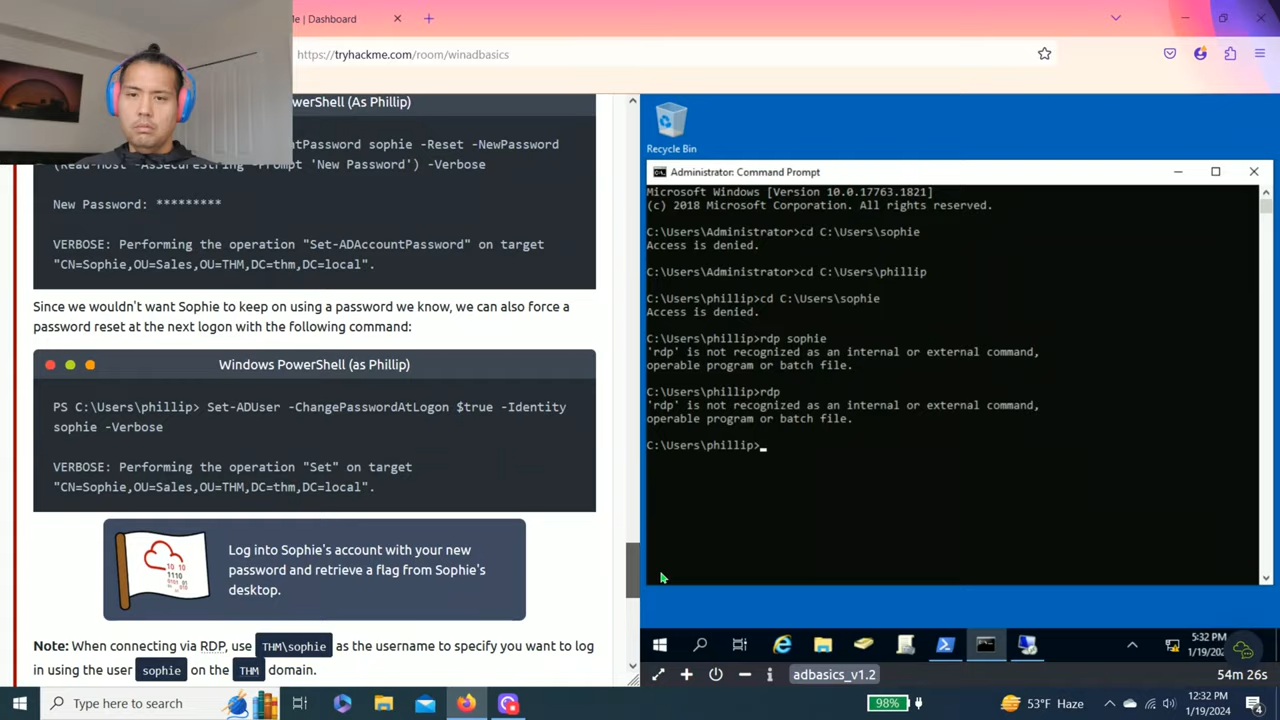 Me | Dashboard
https://tryhackme.com/room/winadbasics
werShell (As Phillip)
ntPassword sophie -Reset -NewPassword
(Read-Host -AsSecureString -Prompt 'New Password') -Verbose
New Password: *********
VERBOSE: Performing the operation "Set-ADAccountPassword" on target
"CN=Sophie,OU=Sales,OU=THM,DC=thm,DC=local".
Since we wouldn't want Sophie to keep on using a password we know, we can also force a
password reset at the next logon with the following command:
Windows PowerShell (as Phillip)
PS C:\Users\phillip> Set-ADUser -ChangePasswordAtLogon $true -Identity
sophie -Verbose
VERBOSE: Performing the operation "Set" on target
"CN=Sophie,OU=Sales,OU=THM,DC=thm,DC=local".
Log into Sophie's account with your new
password and retrieve a flag from Sophie's
desktop.
Note: When connecting via RDP, use THM\sophie as the username to specify you want to log
in using the user sophie on the THM domain.
Recycle Bin
Administrator: Command Prompt
Microsoft Windows [Version 10.0.17763.1821]
(c) 2018 Microsoft Corporation. All rights reserved.
C:\Users\Administrator>cd C:\Users\sophie
Access is denied.
C:\Users\Administrator>cd C:\Users\phillip
C:\Users\phillip>cd C:\Users\sophie
Access is denied.
C:\Users\phillip>rdp sophie
'rdp' is not recognized as an internal or external command,
operable program or batch file.
C:\Users\phillip>rdp
'rdp' is not recognized as an internal or external command,
operable program or batch file.
C:\Users\phillip>_
5:32 PM
1/19/20
adbasics_v1.2
54m 26s
Type here to search
98%
53°F Haze
12:32 PM
1/19/2024
4